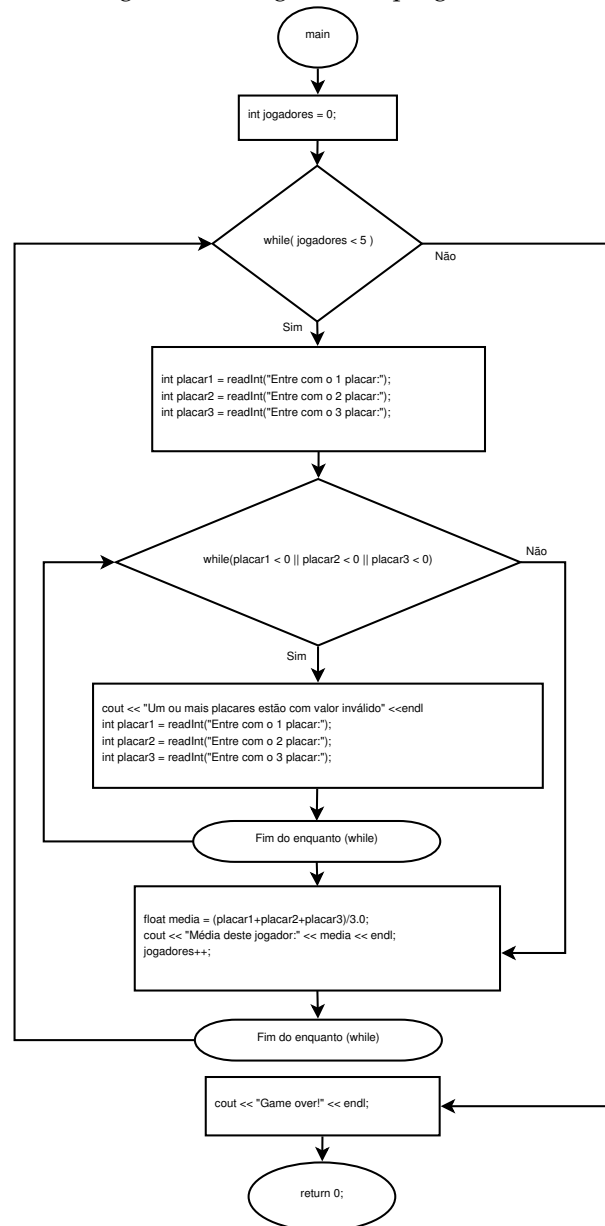 main
int jogadores = 0;
while( jogadores < 5 )
Não
Sim
int placar1 = readInt("Entre com o 1 placar:");
int placar2 = readInt("Entre com o 2 placar:");
int placar3 = readInt("Entre com o 3 placar:");
while(placar1 < 0 || placar2 < 0 || placar3 < 0)
Não
Sim
cout << "Um ou mais placares estão com valor inválido" <<endl
int placar1 = readInt("Entre com o 1 placar:");
int placar2 = readInt("Entre com o 2 placar:");
int placar3 = readInt("Entre com o 3 placar:");
Fim do enquanto (while)
float media = (placar1+placar2+placar3)/3.0;
cout << "Média deste jogador:" << media << endl;
jogadores++;
Fim do enquanto (while)
cout << "Game over!" << endl;
return 0;